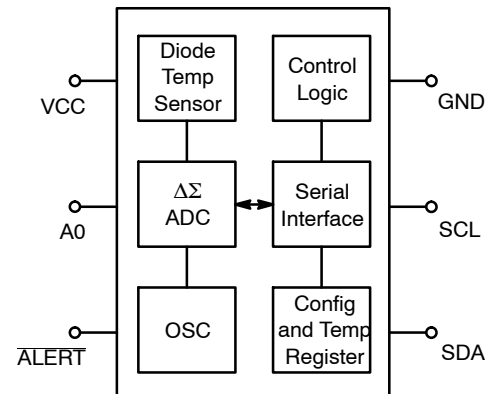 Diode
Temp
Sensor
Control
Logic
VCC
GND
ΔΣ
ADC
Serial
Interface
A0
SCL
OSC
Config
and Temp
Register
ALERT
SDA